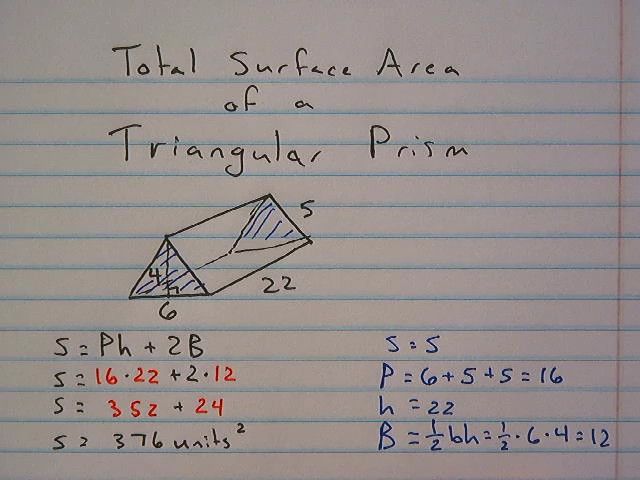 Total Surface Area
of a
Triangular Prism
5
4
22
6
S = Ph + 2B
S = 16 · 22 + 2 · 12
S = 352 + 24
S = 376 units²
S = S
P = 6 + 5 + 5 = 16
h = 22
B = ½bh = ½ · 6 · 4 = 12